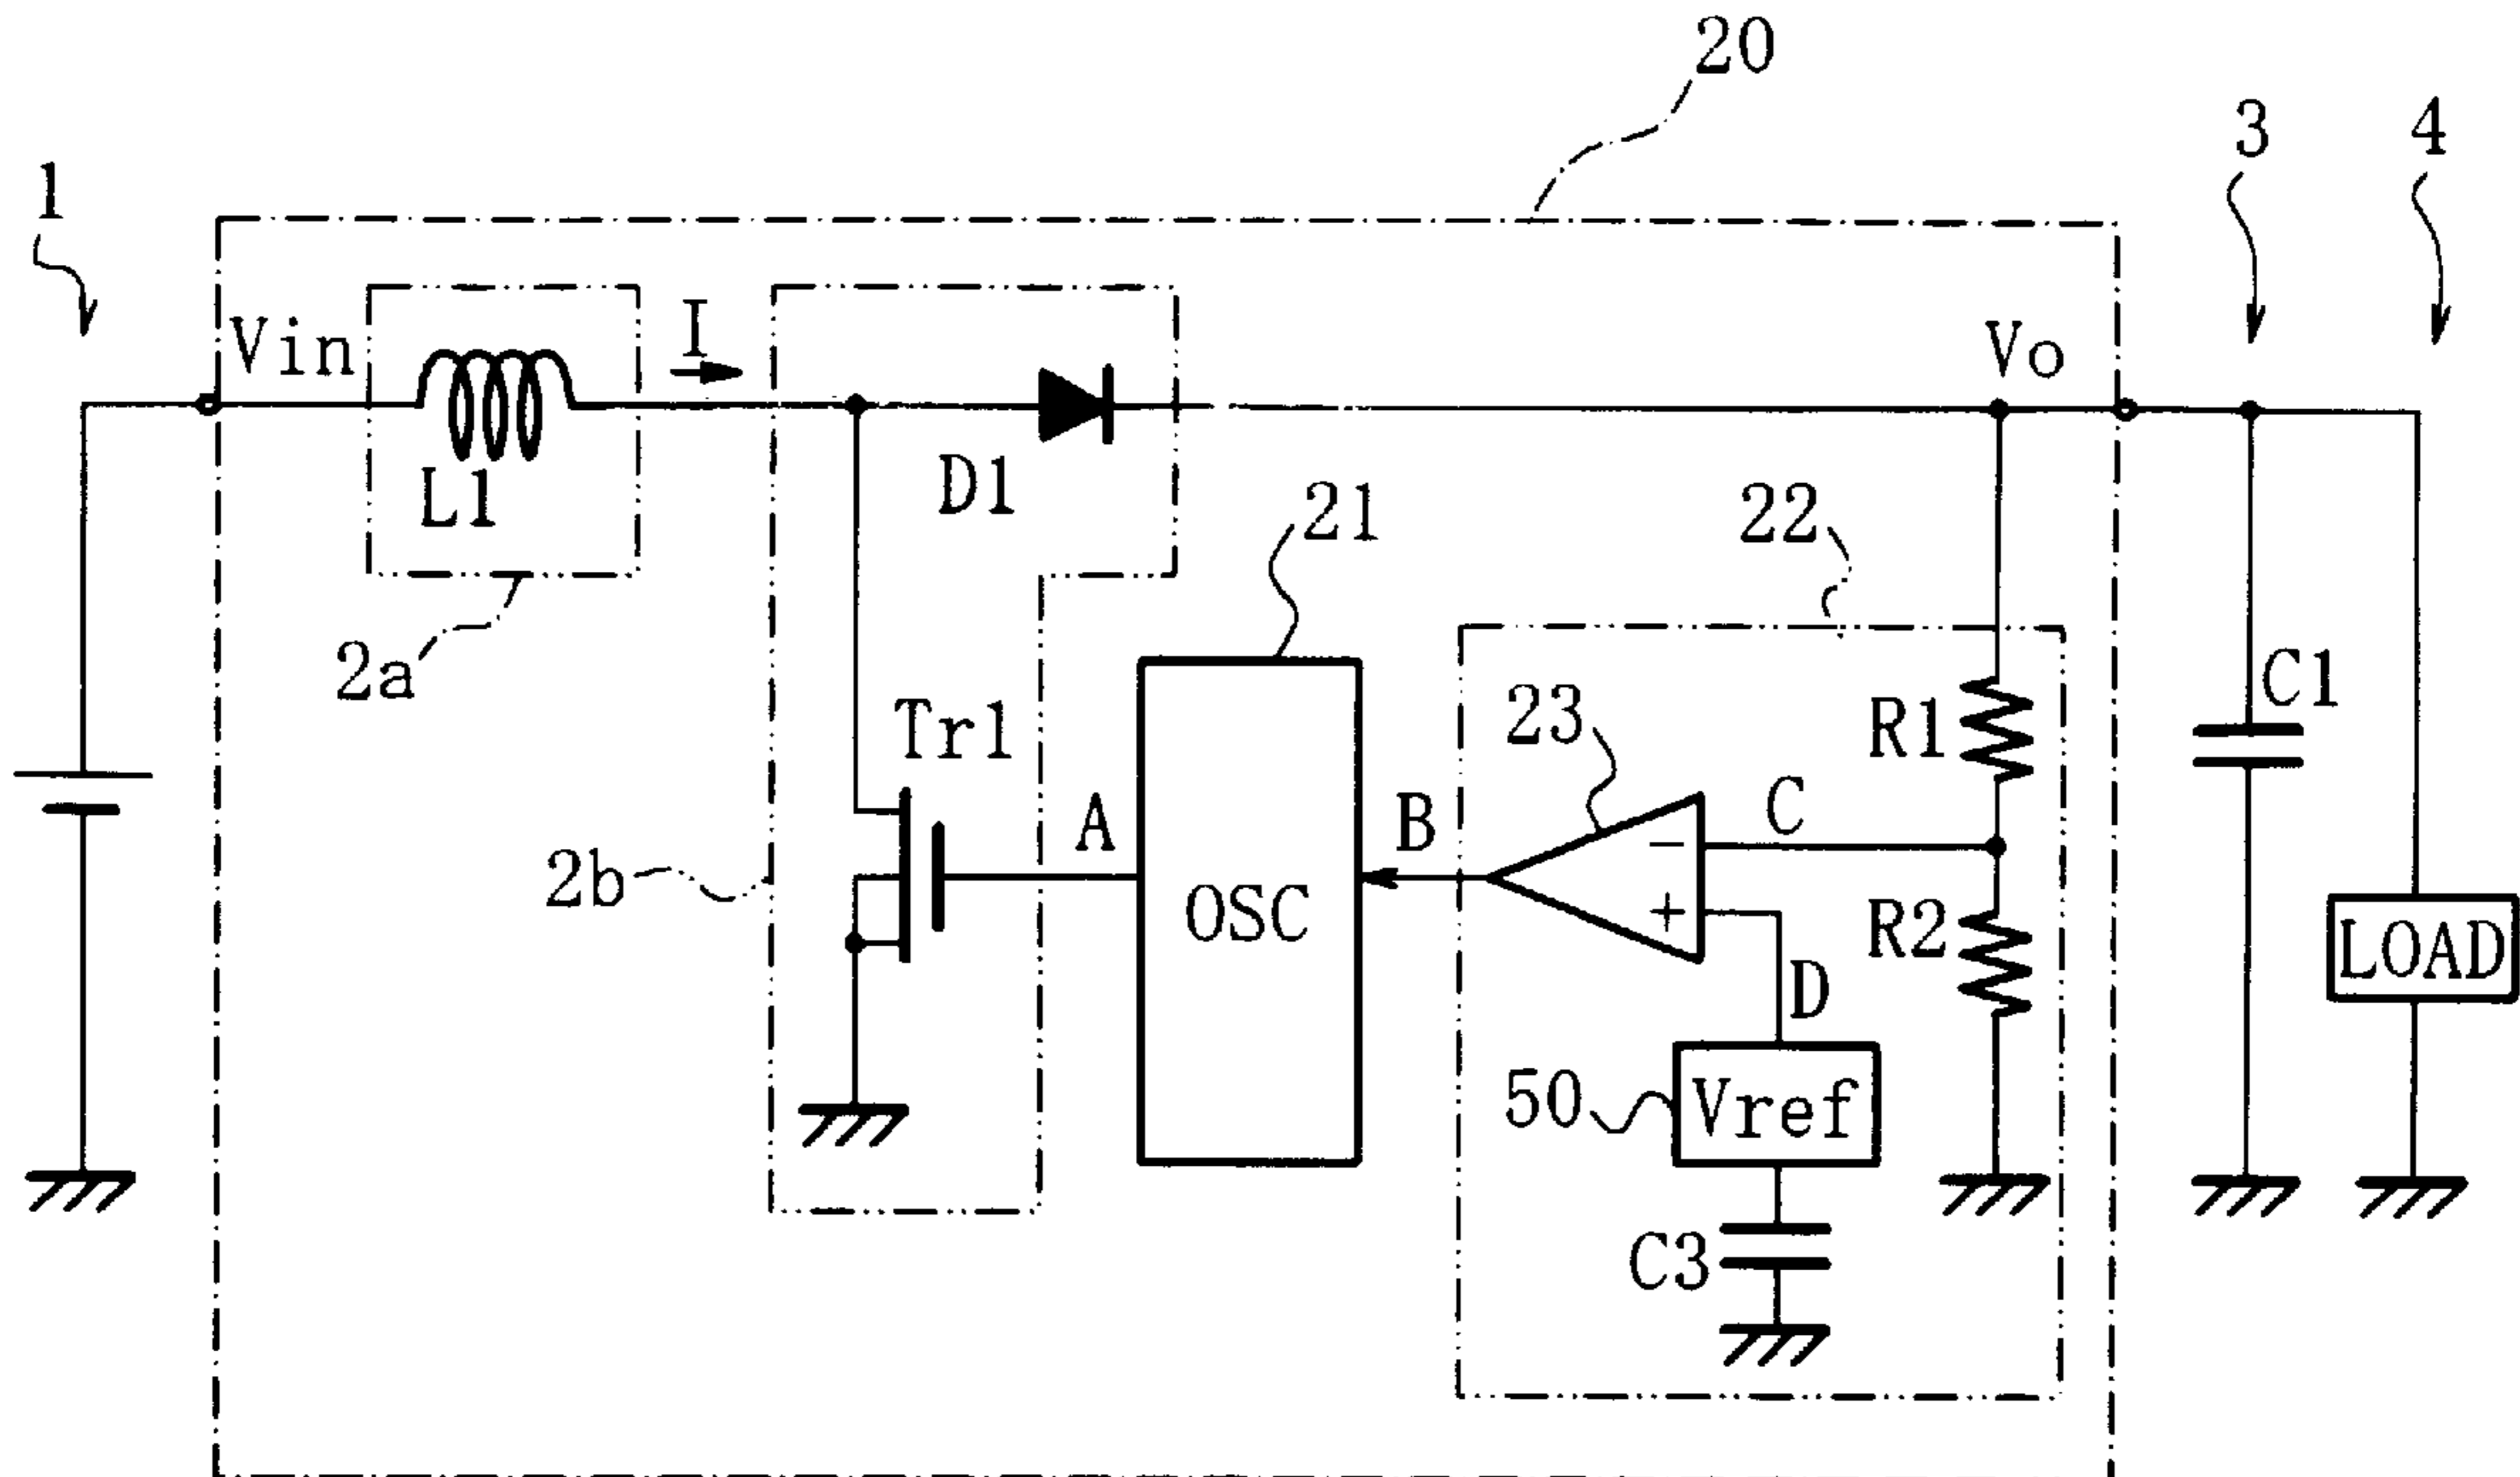 20
3
4
1
Vin
I
Vo
L1
D1
21
22
2a
C1
Tr1
23
R1
A
B
C
2b
OSC
−
+
R2
LOAD
D
50
Vref
C3